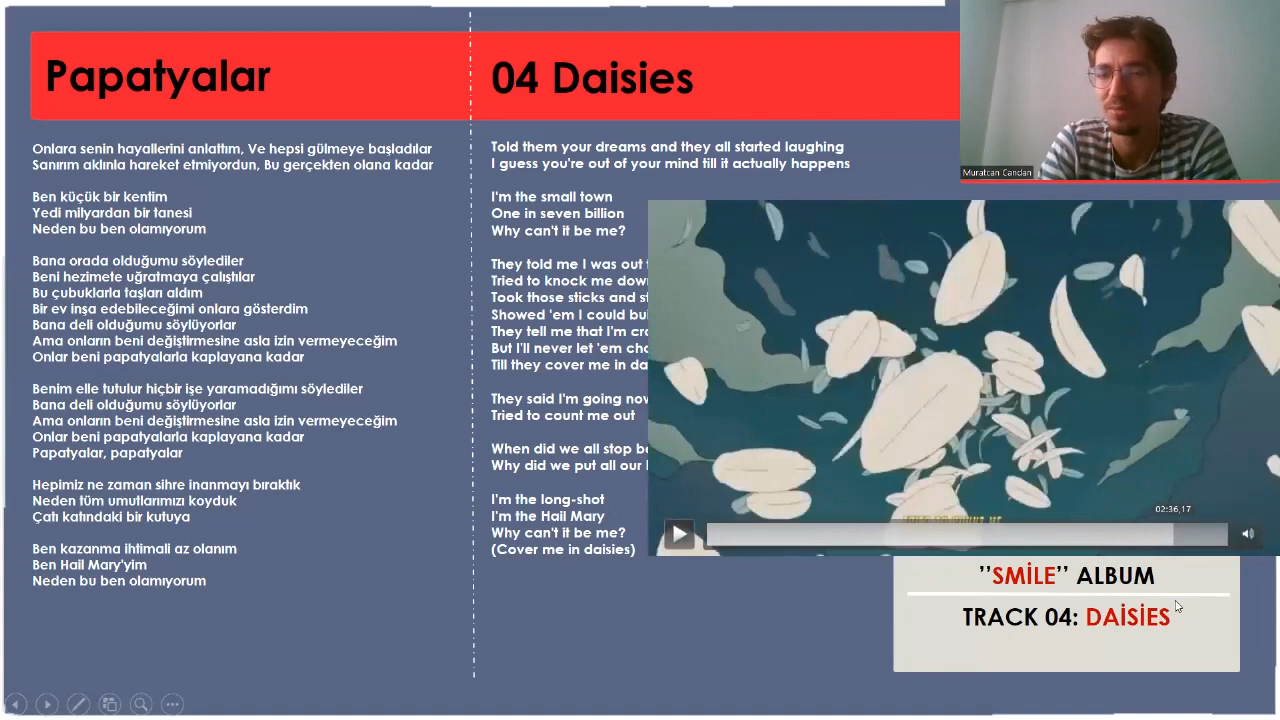 Papatyalar
Onlara senin hayallerini anlattım, Ve hepsi gülmeye başladılar
Sanırım aklınla hareket etmiyordun, Bu gerçekten olana kadar
Ben küçük bir kentim
Yedi milyardan bir tanesi
Neden bu ben olamıyorum
Bana orada olduğumu söylediler
Beni hezimete uğratmaya çalıştılar
Bu çubuklarla taşları aldım
Bir ev inşa edebileceğimi onlara gösterdim
Bana deli olduğumu söylüyorlar
Ama onların beni değiştirmesine asla izin vermeyeceğim
Onlar beni papatyalarla kaplayana kadar
Benim elle tutulur hiçbir işe yaramadığımı söylediler
Bana deli olduğumu söylüyorlar
Ama onların beni değiştirmesine asla izin vermeyeceğim
Onlar beni papatyalarla kaplayana kadar
Papatyalar, papatyalar
Hepimiz ne zaman sihre inanmayı bıraktık
Neden tüm umutlarımızı koyduk
Çatı katındaki bir kutuya
Ben kazanma ihtimali az olanım
Ben Hail Mary'yim
Neden bu ben olamıyorum
04 Daisies
Told them your dreams and they all started laughing
I guess you're out of your mind till it actually happens
I'm the small town
One in seven billion
Why can't it be me?
They told me I was out
Tried to knock me dow
Took those sticks and st
Showed 'em I could bui
They tell me that I'm cr
But I'll never let 'em ch
Till they cover me in da
They said I'm going now
Tried to count me out
When did we all stop be
Why did we put all our
I'm the long-shot
I'm the Hail Mary
Why can't it be me?
(Cover me in daisies)
Muratcan Candan
02:36,17
’’SMİLE’’ ALBUM
TRACK 04: DAİSİES